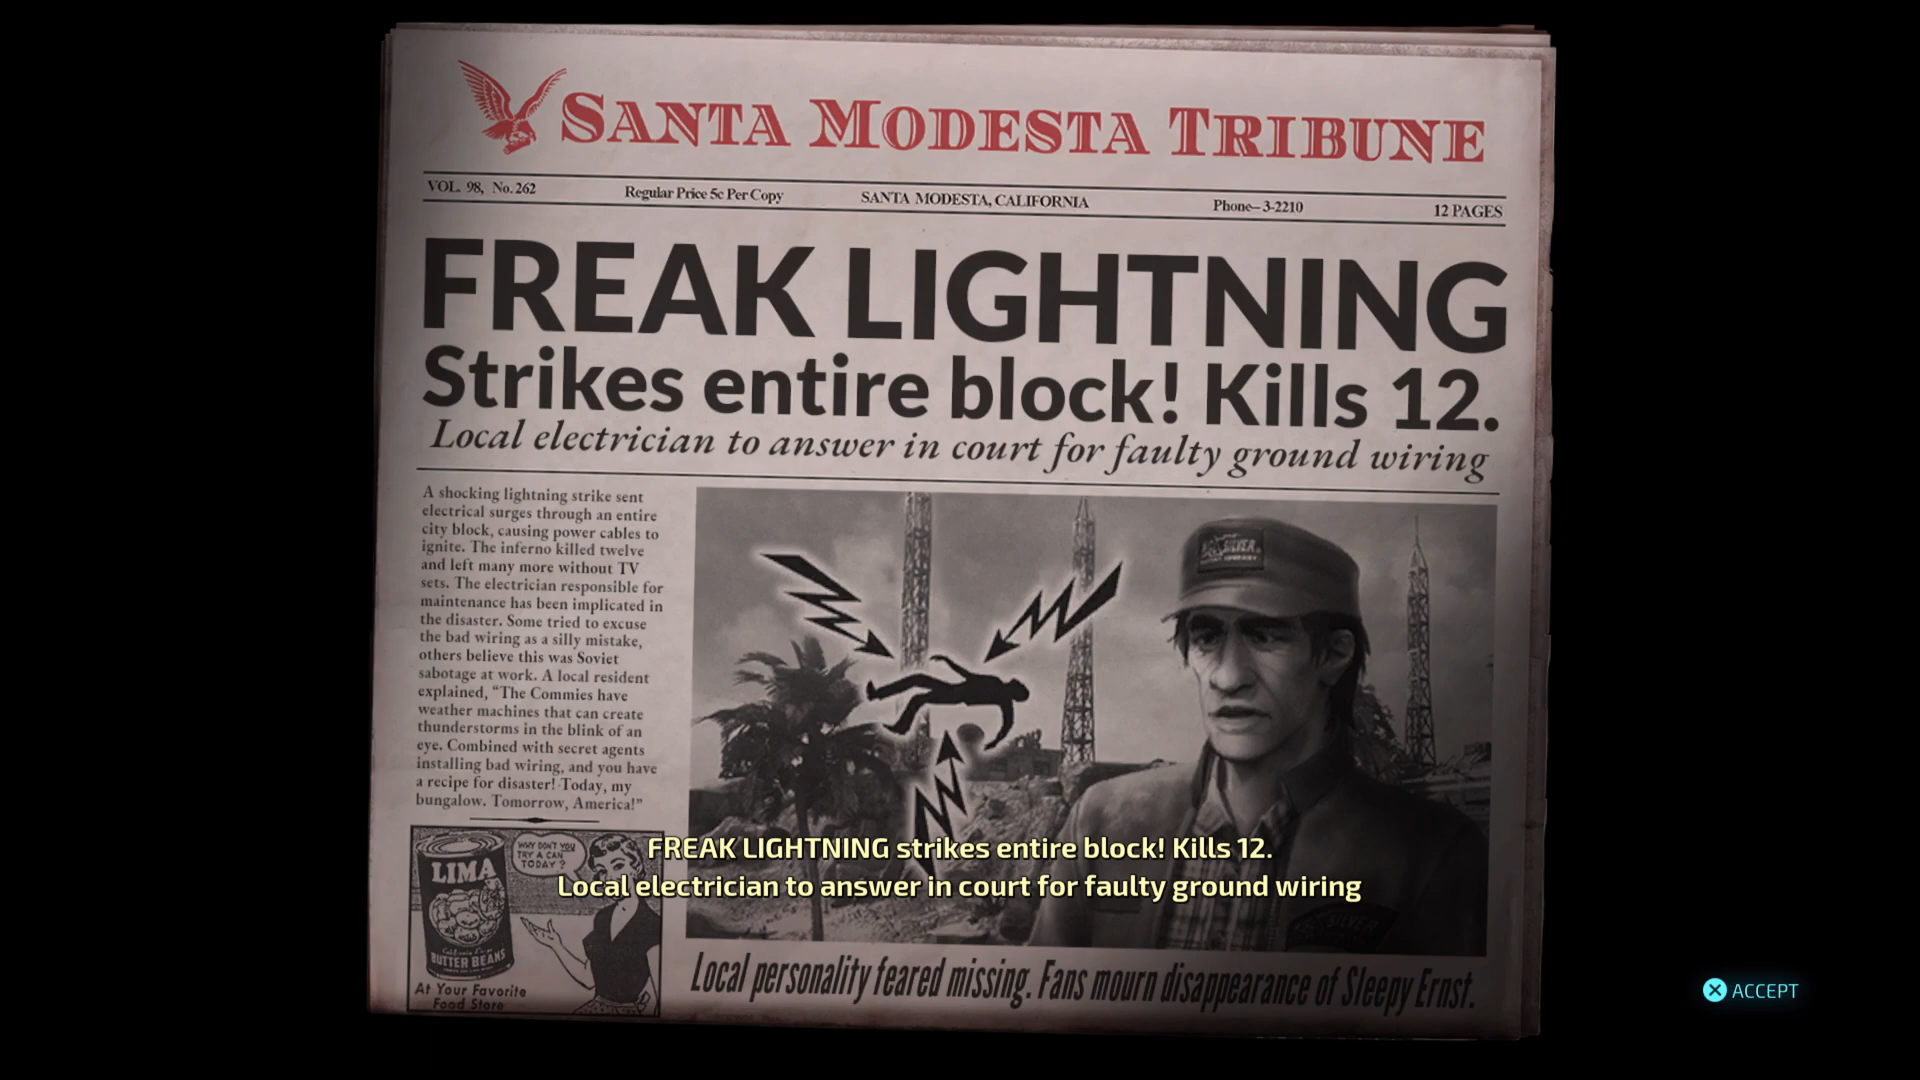 SANTA MODESTA TRIBUNE
VOL. 98, No. 262 Regular Price 5c Per Copy SANTA MODESTA, CALIFORNIA Phone–3-2210 12 PAGES
FREAK LIGHTNING
Strikes entire block! Kills 12.
Local electrician to answer in court for faulty ground wiring
A shocking lightning strike sent
electrical surges through an entire
city block, causing power cables to
ignite. The inferno killed twelve
and left many more without TV
sets. The electrician responsible for
maintenance has been implicated in
the disaster. Some tried to excuse
the bad wiring as a silly mistake,
others believe this was Soviet
sabotage at work. A local resident
explained, “The Commies have
weather machines that can create
thunderstorms in the blink of an
eye. Combined with secret agents
installing bad wiring, and you have
a recipe for disaster! Today, my
bungalow. Tomorrow, America!”
WHY DON'T YOU
TRY A CAN
TODAY?
LIMA
BUTTER BEANS
At Your Favorite
Food Store
SILVER
SILVER
FREAK LIGHTNING strikes entire block! Kills 12.
Local electrician to answer in court for faulty ground wiring
Local personality feared missing. Fans mourn disappearance of Sleepy Ernst.
ACCEPT